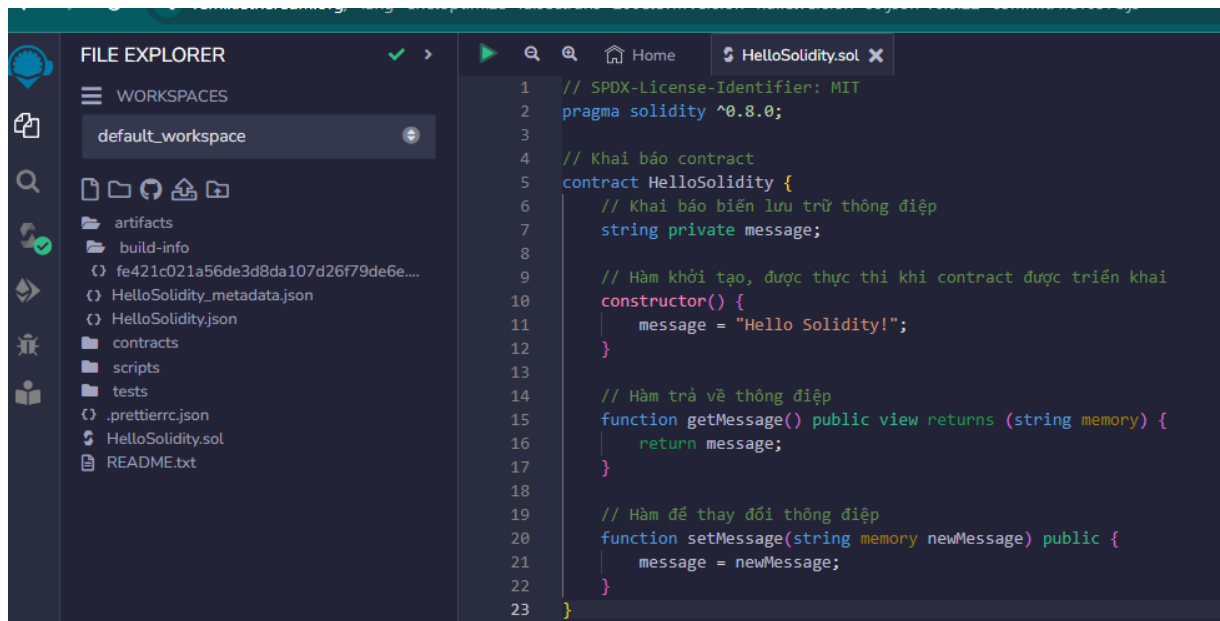 FILE EXPLORER
WORKSPACES
default_workspace
artifacts
build-info
fe421c021a56de3d8da107d26f79de6e....
HelloSolidity_metadata.json
HelloSolidity.json
contracts
scripts
tests
.prettierrc.json
HelloSolidity.sol
README.txt
Home
HelloSolidity.sol
1 // SPDX-License-Identifier: MIT
2 pragma solidity ^0.8.0;
3
4 // Khai báo contract
5 contract HelloSolidity {
6 // Khai báo biến lưu trữ thông điệp
7 string private message;
8
9 // Hàm khởi tạo, được thực thi khi contract được triển khai
10 constructor() {
11 message = "Hello Solidity!";
12 }
13
14 // Hàm trả về thông điệp
15 function getMessage() public view returns (string memory) {
16 return message;
17 }
18
19 // Hàm để thay đổi thông điệp
20 function setMessage(string memory newMessage) public {
21 message = newMessage;
22 }
23 }